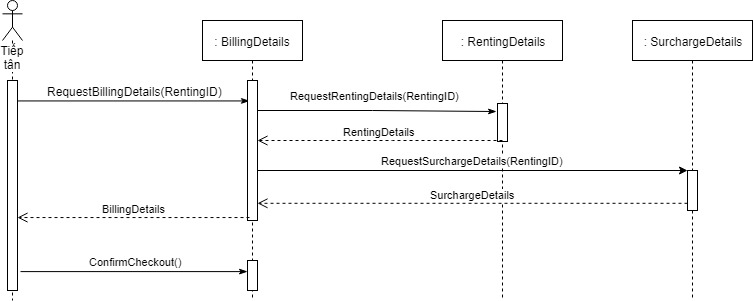 Tiếp
tân
: BillingDetails
: RentingDetails
: SurchargeDetails
RequestBillingDetails(RentingID)
RequestRentingDetails(RentingID)
RentingDetails
RequestSurchargeDetails(RentingID)
SurchargeDetails
BillingDetails
ConfirmCheckout()